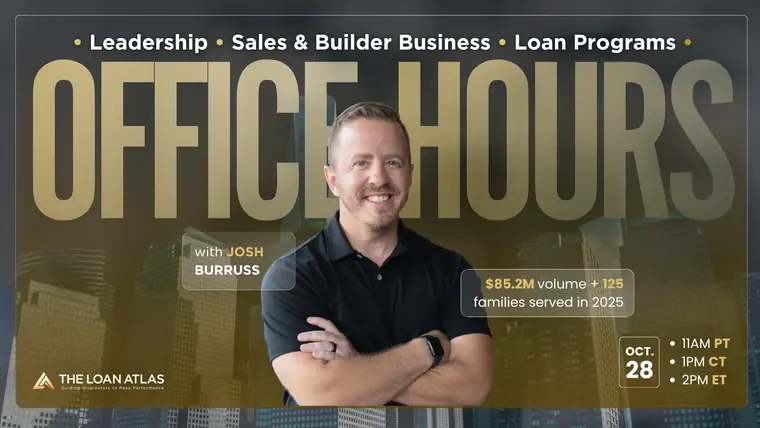 • Leadership • Sales & Builder Business • Loan Programs •
OFFICE HOURS
with JOSH
BURRUSS
$85.2M volume + 125
families served in 2025
OCT.
28
• 11AM PT
• 1PM CT
• 2PM ET
THE LOAN ATLAS
Building Originators to Peak Performance